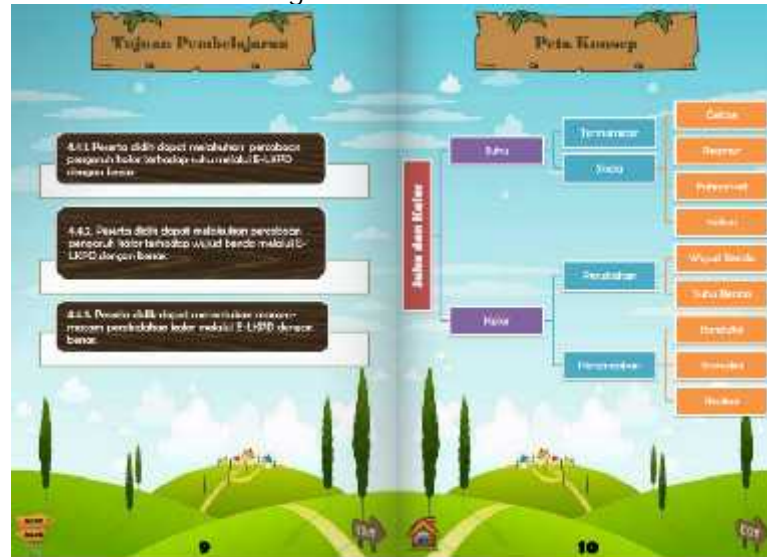 Tujuan Pembelajaran
4.4.1. Peserta didik dapat melakukan percobaan
pengaruh kalor terhadap suhu melalui E-LKPD
dengan benar.
4.4.2. Peserta didik dapat melakukan percobaan
pengaruh kalor terhadap wujud benda melalui E-
LKPD dengan benar.
4.4.3. Peserta didik dapat menentukan macam-
macam perpindahan kalor melalui E-LKPD dengan
benar.
9
Peta Konsep
Suhu dan Kalor
Suhu
Termometer
Skala
Celcius
Reamur
Fahrenheit
Kelvin
Kalor
Perubahan
Wujud Benda
Suhu Benda
Perpindahan
Konduksi
Konveksi
Radiasi
10